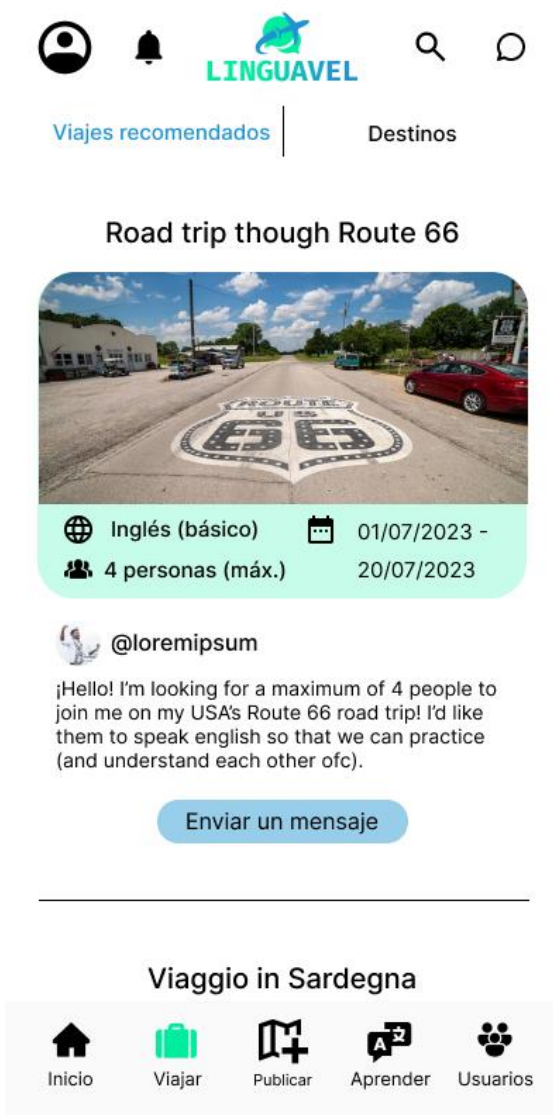 LINGUAVEL
Viajes recomendados
Destinos
Road trip though Route 66
ROUTE
US
66
Inglés (básico)
01/07/2023 -
4 personas (máx.)
20/07/2023
@loremipsum
¡Hello! I'm looking for a maximum of 4 people to
join me on my USA's Route 66 road trip! I'd like
them to speak english so that we can practice
(and understand each other ofc).
Enviar un mensaje
Viaggio in Sardegna
Inicio
Viajar
Publicar
Aprender
Usuarios